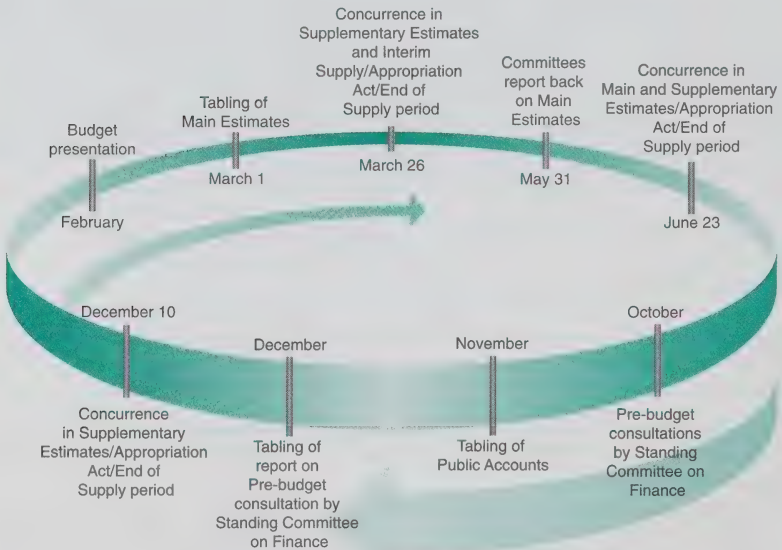 Budget
presentation
February
Tabling of
Main Estimates
March 1
Concurrence in
Supplementary Estimates
and Interim
Supply/Appropriation
Act/End of
Supply period
March 26
Committees
report back
on Main
Estimates
May 31
Concurrence in
Main and Supplementary
Estimates/Appropriation
Act/End of
Supply period
June 23
December 10
Concurrence
in Supplementary
Estimates/Appropriation
Act/End of
Supply period
December
Tabling of
report on
Pre-budget
consultation by
Standing Committee
on Finance
November
Tabling of
Public Accounts
October
Pre-budget
consultations
by Standing
Committee on
Finance